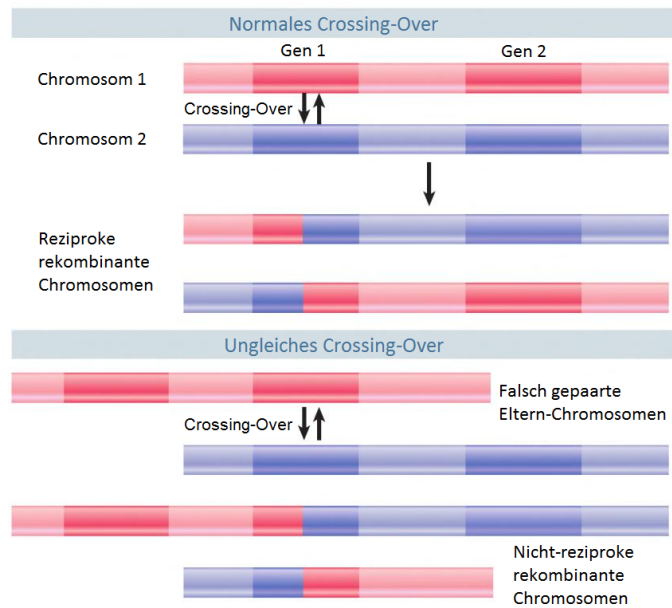 Normales Crossing-Over
Gen 1
Gen 2
Chromosom 1
Crossing-Over
Chromosom 2
Reziproke
rekombinante
Chromosomen
Ungleiches Crossing-Over
Falsch gepaarte
Eltern-Chromosomen
Crossing-Over
Nicht-reziproke
rekombinante
Chromosomen